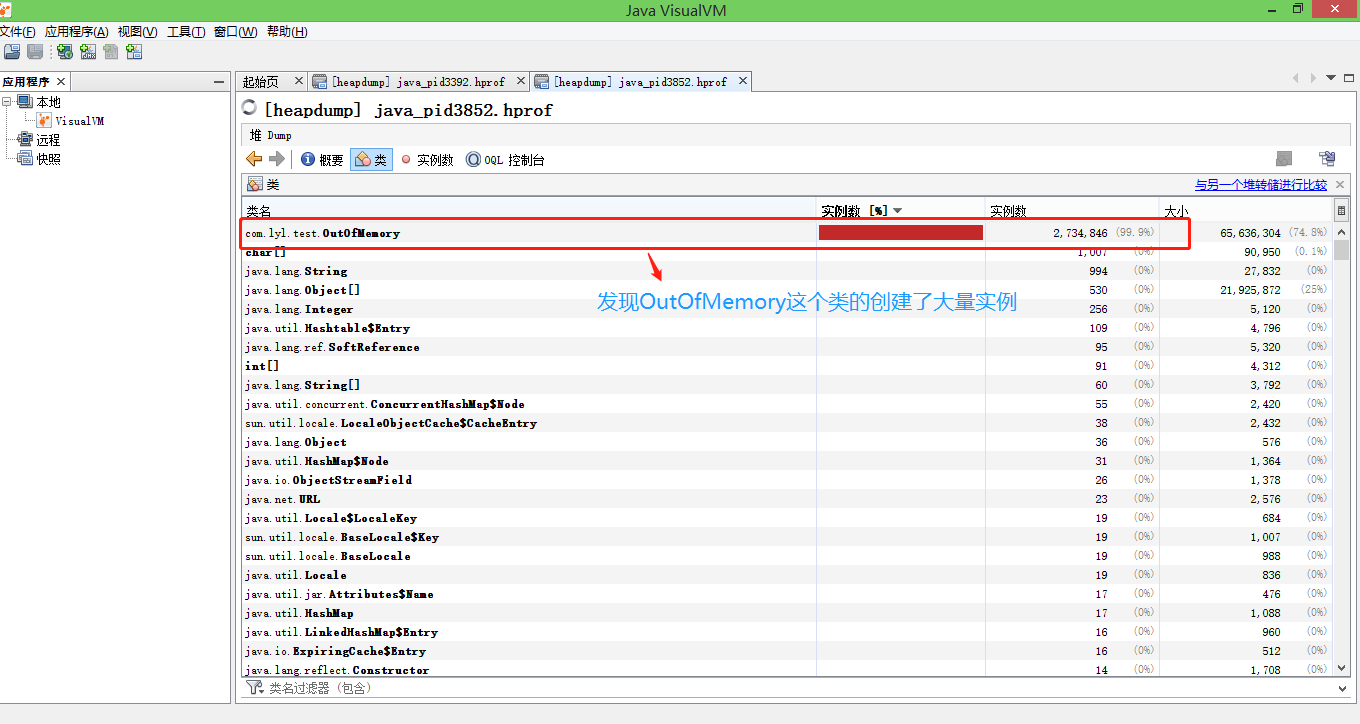 Java VisualVM
文件(F) 应用程序(A) 视图(V) 工具(T) 窗口(W) 帮助(H)
应用程序
本地
VisualVM
远程
快照
起始页 [heapdump] java_pid3392.hprof [heapdump] java_pid3852.hprof
[heapdump] java_pid3852.hprof
堆 Dump
概要 类 实例数 OQL 控制台
类 与另一个堆转储进行比较
类名 实例数 [%] 实例数 大小
com.lyl.test.OutOfMemory 2,734,846 (99.9%) 65,636,304 (74.8%)
char[] 1,007 (0%) 90,950 (0.1%)
java.lang.String 994 (0%) 27,832 (0%)
java.lang.Object[] 530 (0%) 21,925,872 (25%)
发现OutOfMemory这个类的创建了大量实例
java.lang.Integer 256 (0%) 5,120 (0%)
java.util.Hashtable$Entry 109 (0%) 4,796 (0%)
java.lang.ref.SoftReference 95 (0%) 5,320 (0%)
int[] 91 (0%) 4,312 (0%)
java.lang.String[] 60 (0%) 3,792 (0%)
java.util.concurrent.ConcurrentHashMap$Node 55 (0%) 2,420 (0%)
sun.util.locale.LocaleObjectCache$CacheEntry 38 (0%) 2,432 (0%)
java.lang.Object 36 (0%) 576 (0%)
java.util.HashMap$Node 31 (0%) 1,364 (0%)
java.io.ObjectStreamField 26 (0%) 1,378 (0%)
java.net.URL 23 (0%) 2,576 (0%)
java.util.Locale$LocaleKey 19 (0%) 684 (0%)
sun.util.locale.BaseLocale$Key 19 (0%) 1,007 (0%)
sun.util.locale.BaseLocale 19 (0%) 988 (0%)
java.util.Locale 19 (0%) 836 (0%)
java.util.jar.Attributes$Name 17 (0%) 476 (0%)
java.util.HashMap 17 (0%) 1,088 (0%)
java.util.LinkedHashMap$Entry 16 (0%) 960 (0%)
java.io.ExpiringCache$Entry 16 (0%) 512 (0%)
java.lang.reflect.Constructor 14 (0%) 1,708 (0%)
类名过滤器 (包含)